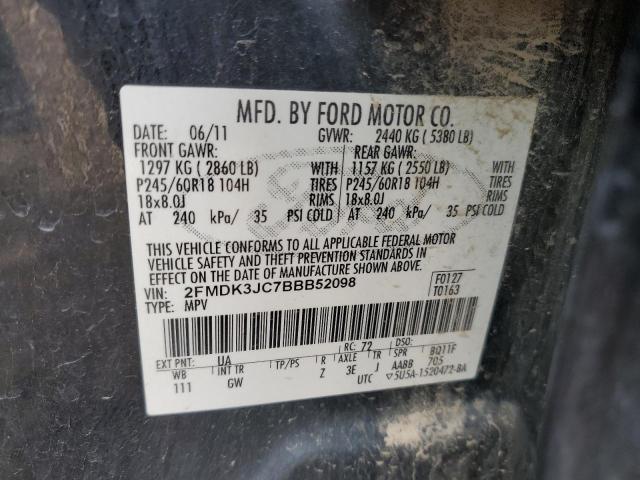 MFD. BY FORD MOTOR CO.
DATE: 06/11 GVWR: 2440 KG ( 5380 LB)
FRONT GAWR: REAR GAWR:
1297 KG ( 2860 LB) WITH 1157 KG ( 2550 LB) WITH
P245/60R18 104H TIRES P245/60R18 104H TIRES
18x8.0J RIMS 18x8.0J RIMS
AT 240 kPa/ 35 PSI COLD AT 240 kPa/ 35 PSI COLD
THIS VEHICLE CONFORMS TO ALL APPLICABLE FEDERAL MOTOR
VEHICLE SAFETY AND THEFT PREVENTION STANDARDS IN
EFFECT ON THE DATE OF MANUFACTURE SHOWN ABOVE.
VIN: 2FMDK3JC7BBB52098 F0127
TYPE: MPV T0163
EXT PNT: UA RC: 72 DSO:
WB INT TR TP/PS R AXLE TR SPR BQ11F
111 GW Z 3E J AABB 705
UTC ▽5U5A-1520472-BA